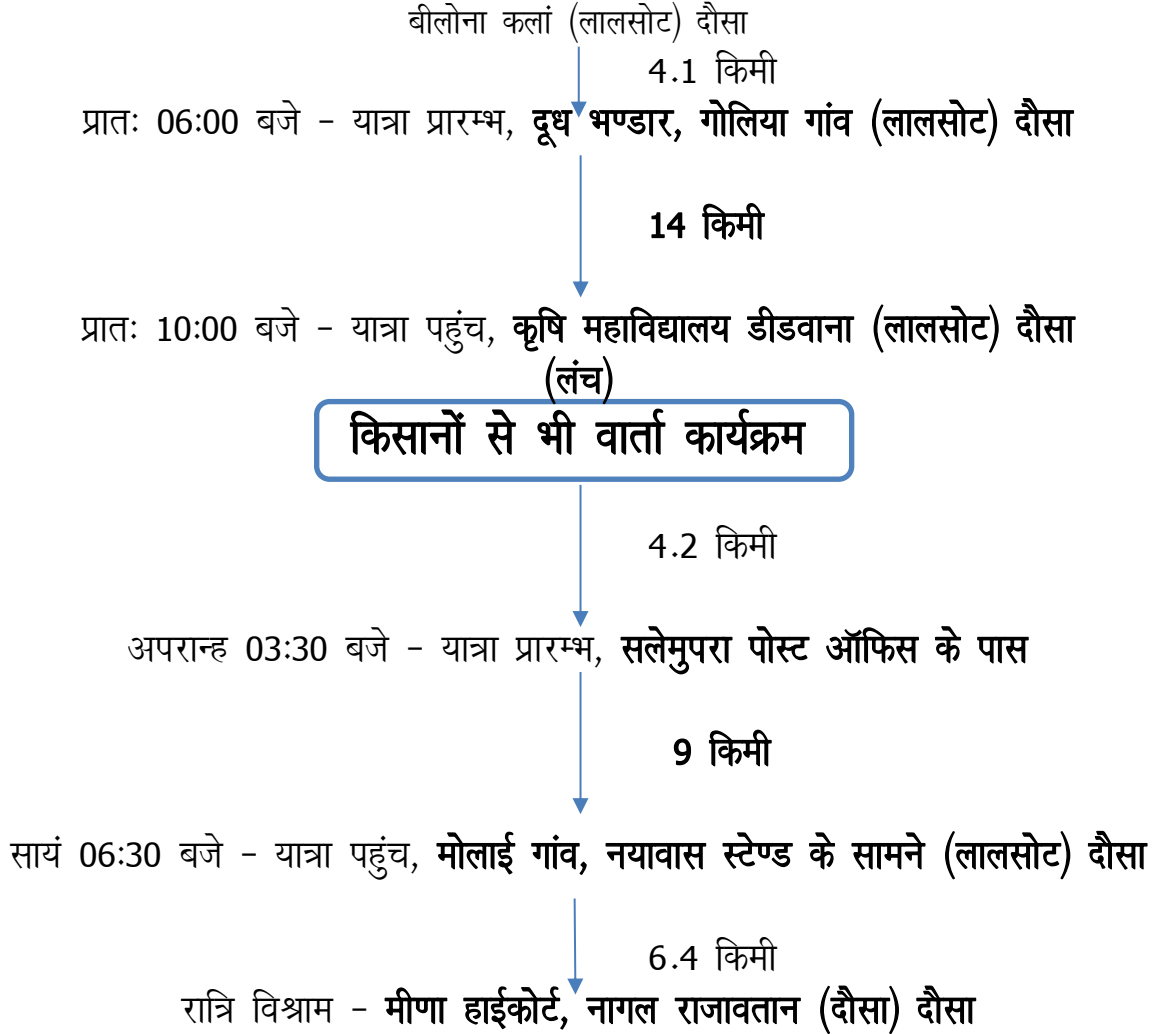 बीलोना कलां (लालसोट) दौसा
4.1 किमी
प्रातः 06:00 बजे - यात्रा प्रारम्भ, दूध भण्डार, गोलिया गांव (लालसोट) दौसा
14 किमी
प्रातः 10:00 बजे - यात्रा पहुंच, कृषि महाविद्यालय डीडवाना (लालसोट) दौसा
(लंच)
किसानों से भी वार्ता कार्यक्रम
4.2 किमी
अपरान्ह 03:30 बजे - यात्रा प्रारम्भ, सलेमुपरा पोस्ट ऑफिस के पास
9 किमी
सायं 06:30 बजे - यात्रा पहुंच, मोलाई गांव, नयावास स्टेण्ड के सामने (लालसोट) दौसा
6.4 किमी
रात्रि विश्राम - मीणा हाईकोर्ट, नागल राजावतान (दौसा) दौसा